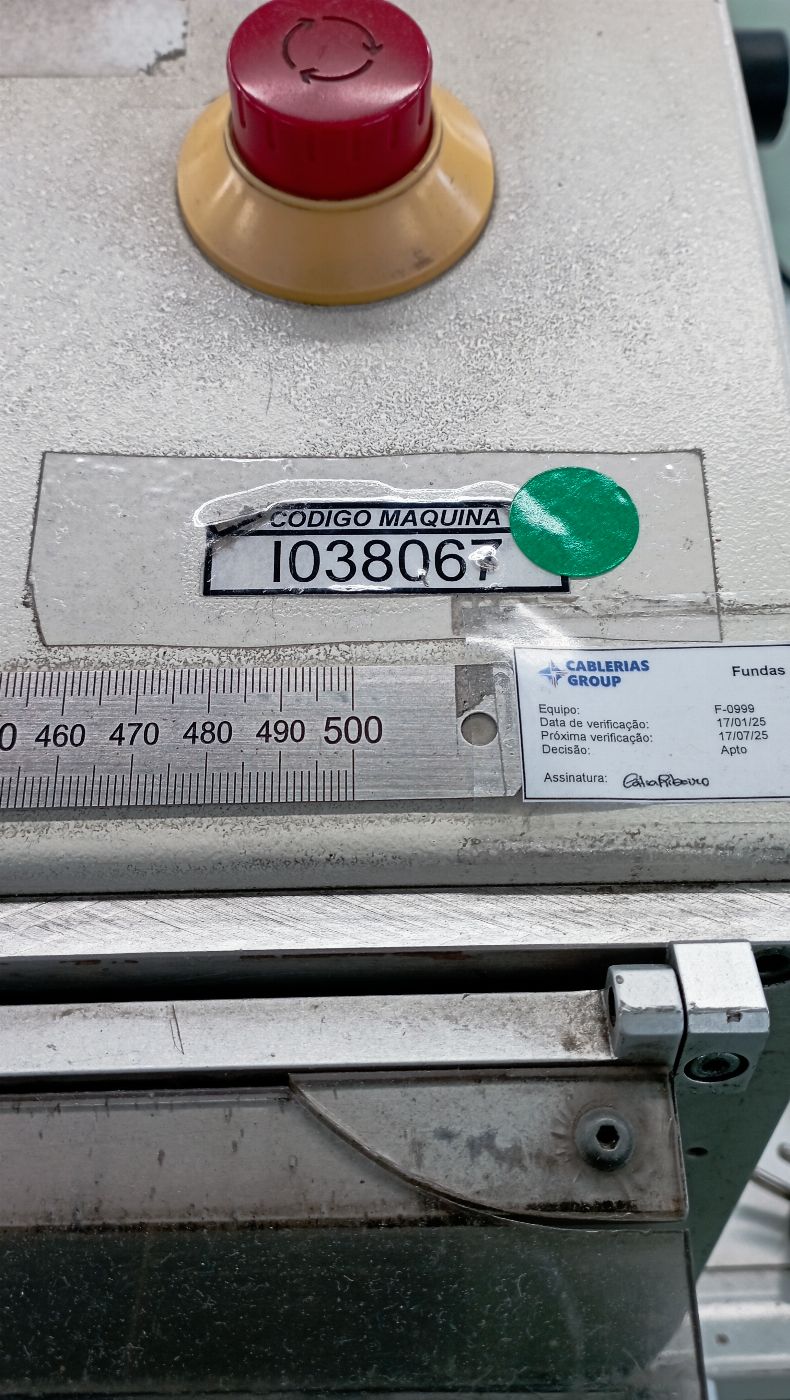 CODIGO MAQUINA
I038067
0 460 470 480 490 500
CABLERIAS
GROUP
Fundas
Equipo: F-0999
Data de verificação: 17/01/25
Próxima verificação: 17/07/25
Decisão: Apto
Assinatura: